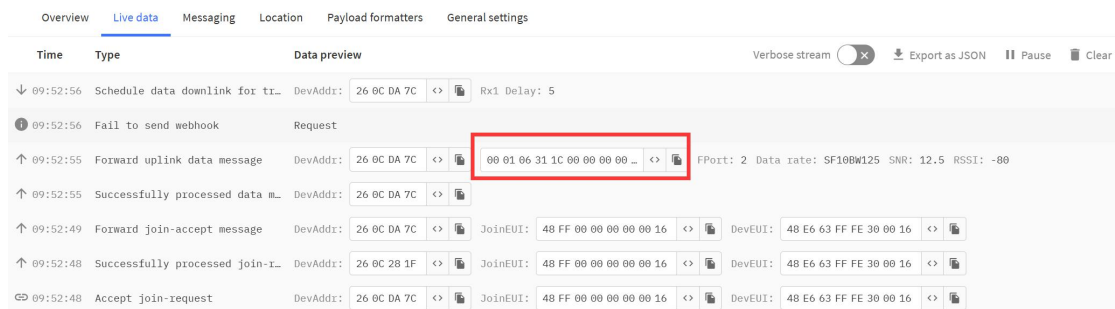 Overview Live data Messaging Location Payload formatters General settings
Time Type Data preview Verbose stream Export as JSON Pause Clear
09:52:56 Schedule data downlink for tr… DevAddr: 26 0C DA 7C <> Rx1 Delay: 5
09:52:56 Fail to send webhook Request
09:52:55 Forward uplink data message DevAddr: 26 0C DA 7C <> 00 01 06 31 1C 00 00 00 00 … <> FPort: 2 Data rate: SF10BW125 SNR: 12.5 RSSI: -80
09:52:55 Successfully processed data m… DevAddr: 26 0C DA 7C <>
09:52:49 Forward join-accept message DevAddr: 26 0C DA 7C <> JoinEUI: 48 FF 00 00 00 00 00 16 <> DevEUI: 48 E6 63 FF FE 30 00 16 <>
09:52:48 Successfully processed join-r… DevAddr: 26 0C 28 1F <> JoinEUI: 48 FF 00 00 00 00 00 16 <> DevEUI: 48 E6 63 FF FE 30 00 16 <>
09:52:48 Accept join-request DevAddr: 26 0C DA 7C <> JoinEUI: 48 FF 00 00 00 00 00 16 <> DevEUI: 48 E6 63 FF FE 30 00 16 <>